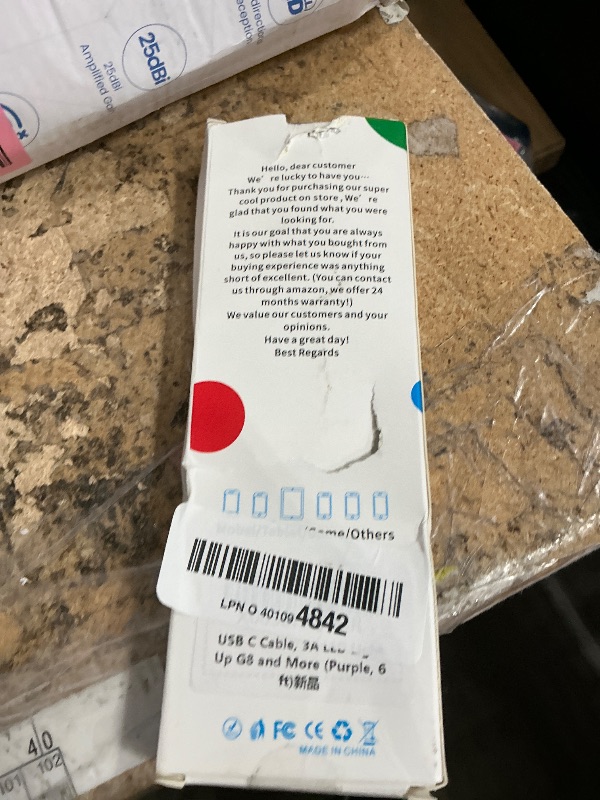 25dBi
25dBi
Amplified
Hello, dear customer
We're lucky to have you…
Thank you for purchasing our super
cool product on store, We're
glad that you found what you were
looking for.
It is our goal that you are always
happy with what you bought from
us, so please let us know if your
buying experience was anything
short of excellent. (You can contact
us through amazon, we offer 24
months warranty!)
We value our customers and your
opinions.
Have a great day!
Best Regards
/Others
LPN O 401094842
USB C Cable, 3A
Up G8 and More (Purple, 6
ft)新品
FC CE
MADE IN CHINA
40
101 102